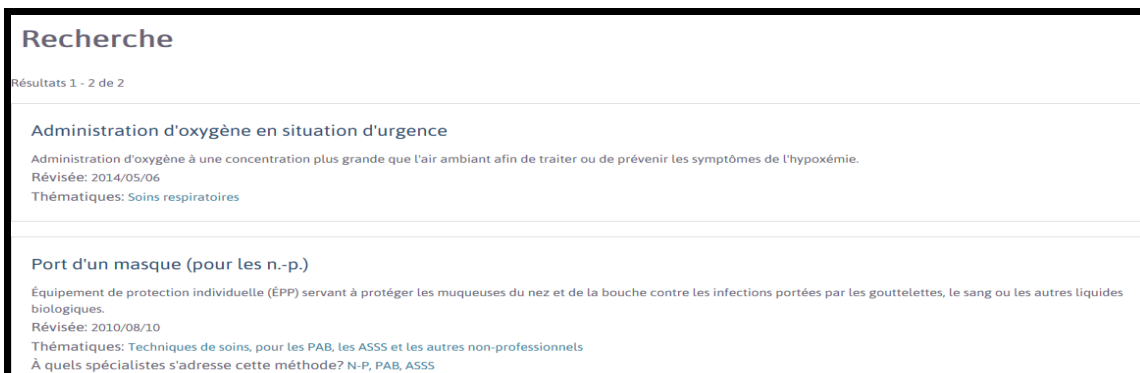 Recherche
Résultats 1 - 2 de 2
Administration d'oxygène en situation d'urgence
Administration d'oxygène à une concentration plus grande que l'air ambiant afin de traiter ou de prévenir les symptômes de l'hypoxémie.
Révisée: 2014/05/06
Thématiques: Soins respiratoires
Port d'un masque (pour les n.-p.)
Équipement de protection individuelle (ÉPP) servant à protéger les muqueuses du nez et de la bouche contre les infections portées par les gouttelettes, le sang ou les autres liquides
biologiques.
Révisée: 2010/08/10
Thématiques: Techniques de soins, pour les PAB, les ASSS et les autres non-professionnels
À quels spécialistes s'adresse cette méthode? N-P, PAB, ASSS